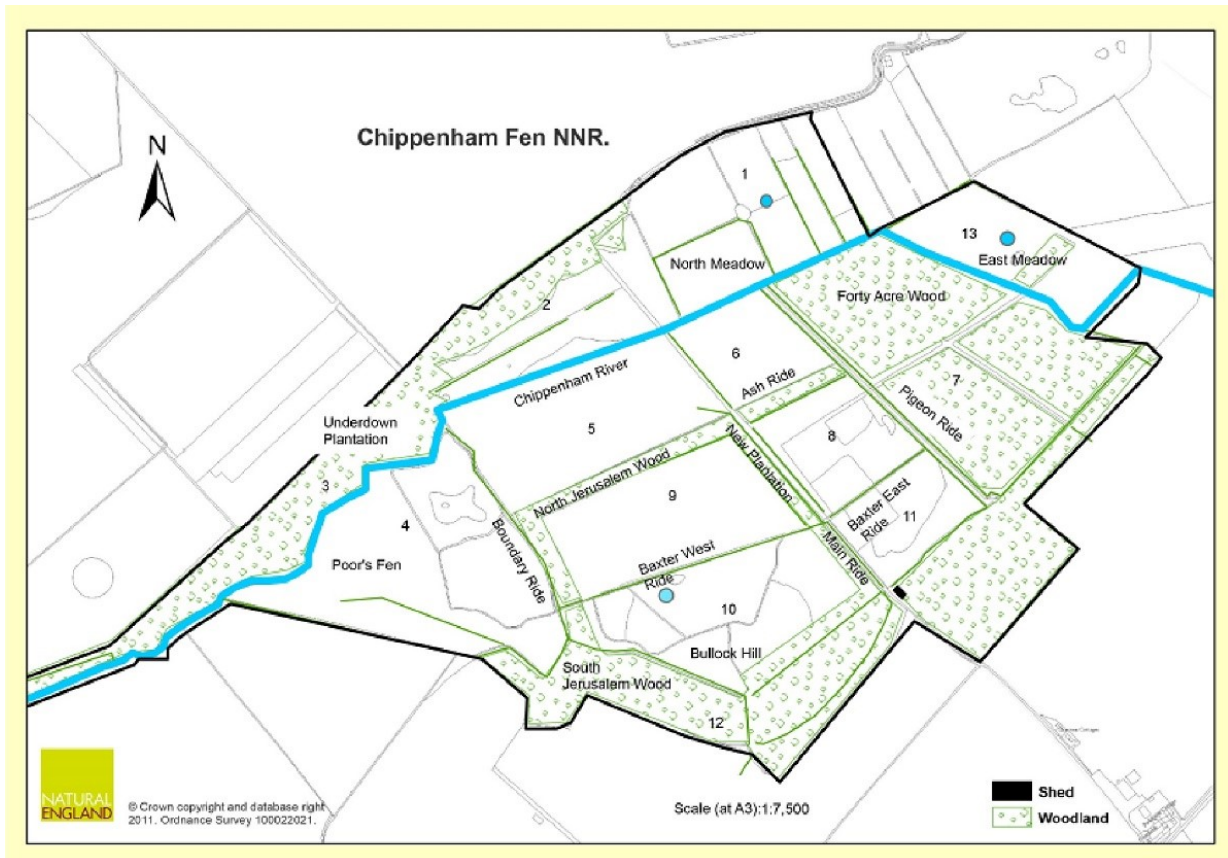 Chippenham Fen NNR.
N
1
13
North Meadow
East Meadow
Forty Acre Wood
2
6
Chippenham River
Ash Ride
7
Pigeon Ride
Underdown
Plantation
5
8
New Plantation
North Jerusalem Wood
3
9
4
Boundary Ride
Baxter East
Ride
11
Poor's Fen
Main Ride
Baxter West
Ride
10
Bullock Hill
South
Jerusalem Wood
12
NATURAL
ENGLAND
© Crown copyright and database right
2011. Ordnance Survey 100022021.
Scale (at A3):1:7,500
Shed
Woodland